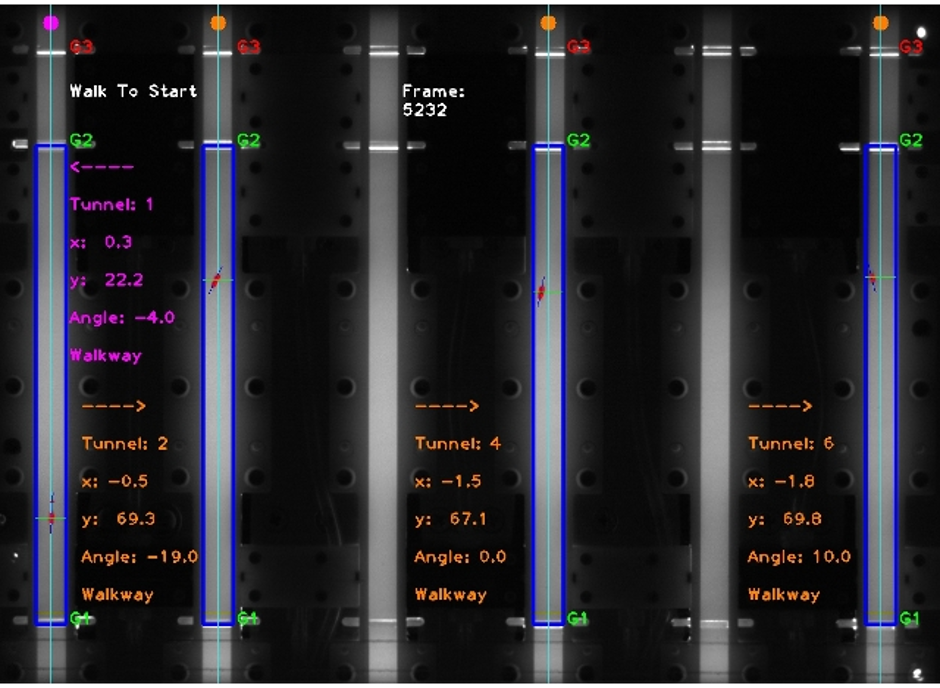 G3
G3
G3
G3
Walk To Start
Frame:
5232
G2
G2
G2
G2
<----
Tunnel: 1
x: 0.3
y: 22.2
Angle: -4.0
Walkway
---->
Tunnel: 2
x: -0.5
y: 69.3
Angle: -19.0
Walkway
---->
Tunnel: 4
x: -1.5
y: 67.1
Angle: 0.0
Walkway
---->
Tunnel: 6
x: -1.8
y: 69.8
Angle: 10.0
Walkway
G1
G1
G1
G1